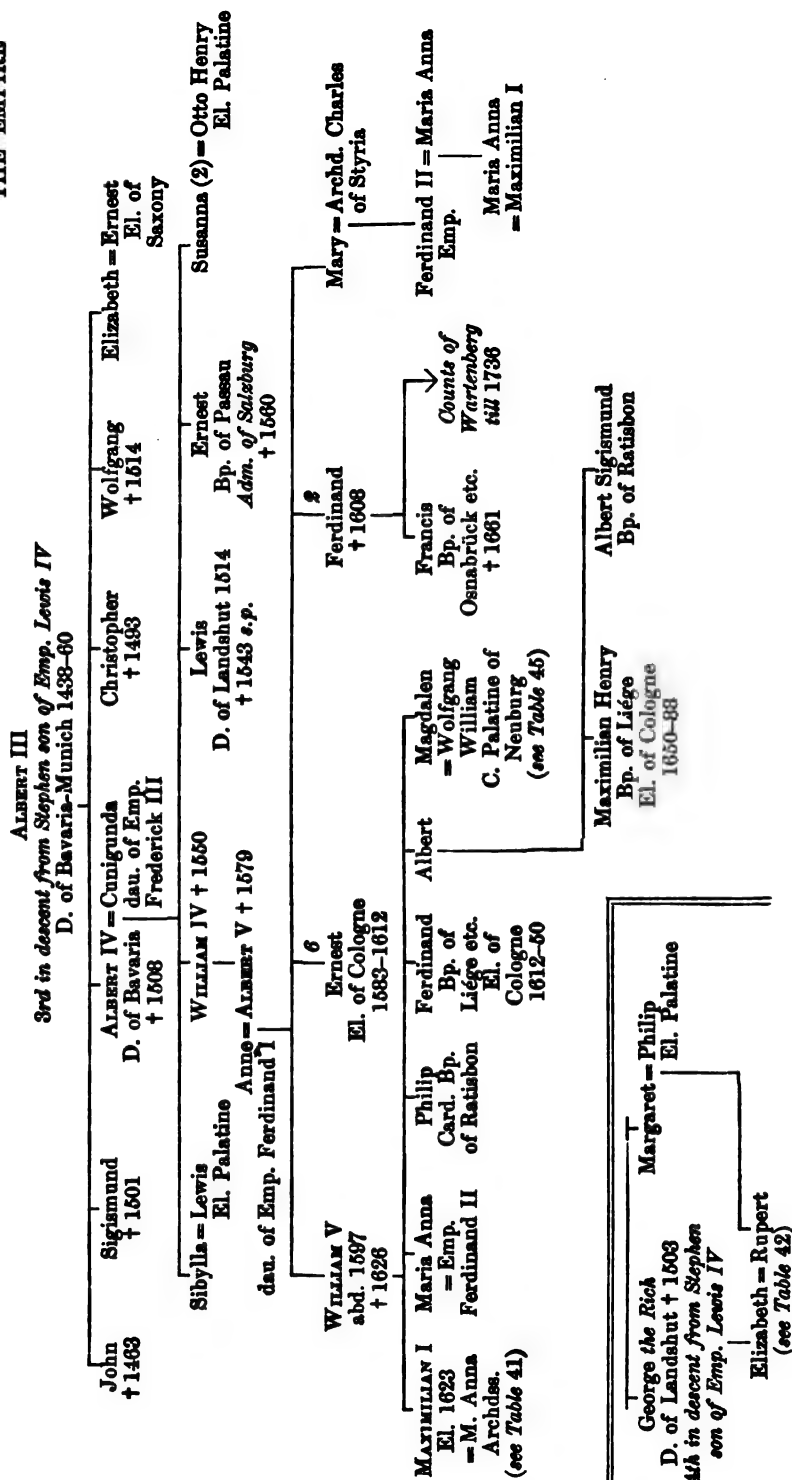 THE EMPIRE
ALBERT III
3rd in descent from Stephen son of Emp. Lewis IV
D. of Bavaria-Munich 1438–60
John
† 1463
Sigismund
† 1501
ALBERT IV = Cunigunda
D. of Bavaria dau. of Emp.
† 1508 Frederick III
Christopher
† 1493
Wolfgang
† 1514
Elizabeth = Ernest
El. of
Saxony
Sibylla = Lewis
El. Palatine
WILLIAM IV † 1550
Lewis
D. of Landshut 1514
† 1543 s.p.
Ernest
Bp. of Passau
Adm. of Salzburg
† 1560
Susanna (2) = Otto Henry
El. Palatine
Anne = ALBERT V † 1579
dau. of Emp. Ferdinand I
WILLIAM V
abd. 1597
† 1626
6
Ernest
El. of Cologne
1583–1612
2
Ferdinand
† 1608
Mary = Archd. Charles
of Styria
MAXIMILIAN I
El. 1623
= M. Anna
Archdss.
(see Table 41)
Maria Anna
= Emp.
Ferdinand II
Philip
Card. Bp.
of Ratisbon
Ferdinand
Bp. of
Liége etc.
El. of
Cologne
1612–50
Albert
Magdalen
= Wolfgang
William
C. Palatine of
Neuburg
(see Table 45)
Francis
Bp. of
Osnabrück etc.
† 1661
Counts of
Wartenberg
till 1736
Ferdinand II = Maria Anna
Emp.
Maria Anna
= Maximilian I
Maximilian Henry
Bp. of Liége
El. of Cologne
1650–88
Albert Sigismund
Bp. of Ratisbon
George the Rich
D. of Landshut † 1503
4th in descent from Stephen
son of Emp. Lewis IV
Margaret = Philip
El. Palatine
Elizabeth = Rupert
(see Table 42)